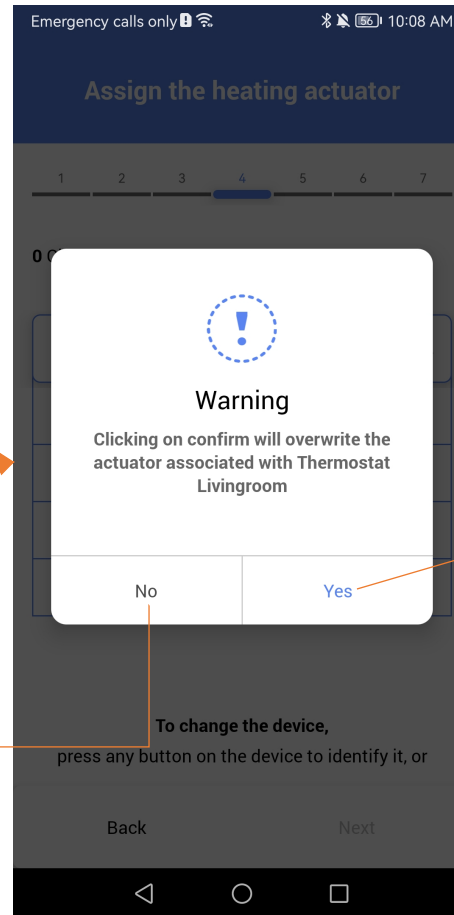 Emergency calls only 56 10:08 AM
Assign the heating actuator
1 2 3 4 5 6 7
0
!
Warning
Clicking on confirm will overwrite the
actuator associated with Thermostat
Livingroom
No Yes
To change the device,
press any button on the device to identify it, or
Back Next